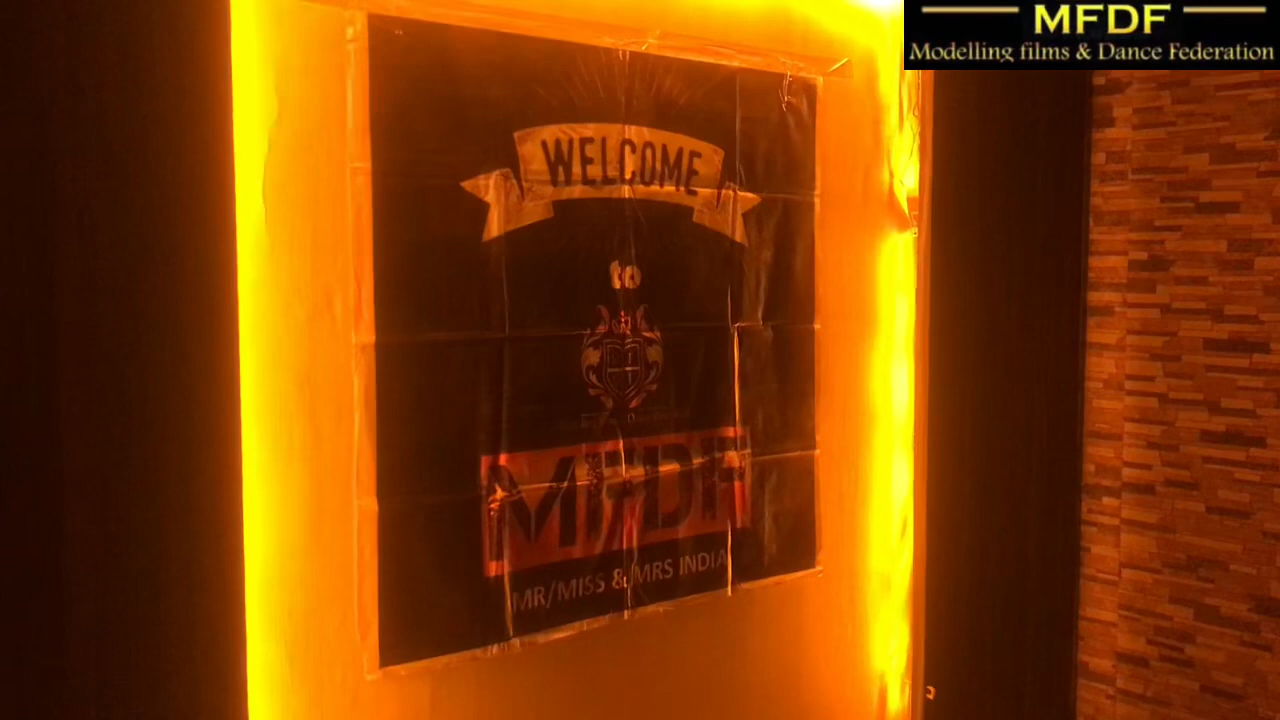 MFDF
Modelling films & Dance Federation
WELCOME
to
MFDF
MR/MISS & MRS INDIA